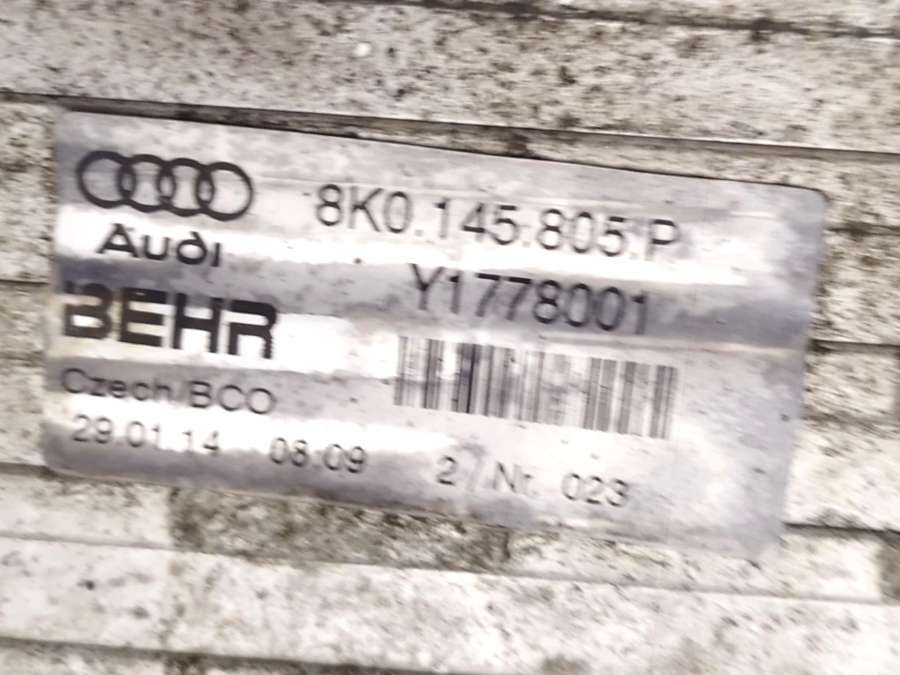 8K0.145.805.P
Audi
Y1778001
BEHR
Czech/BCO
29.01.14 08:09 2 / Nr. 023